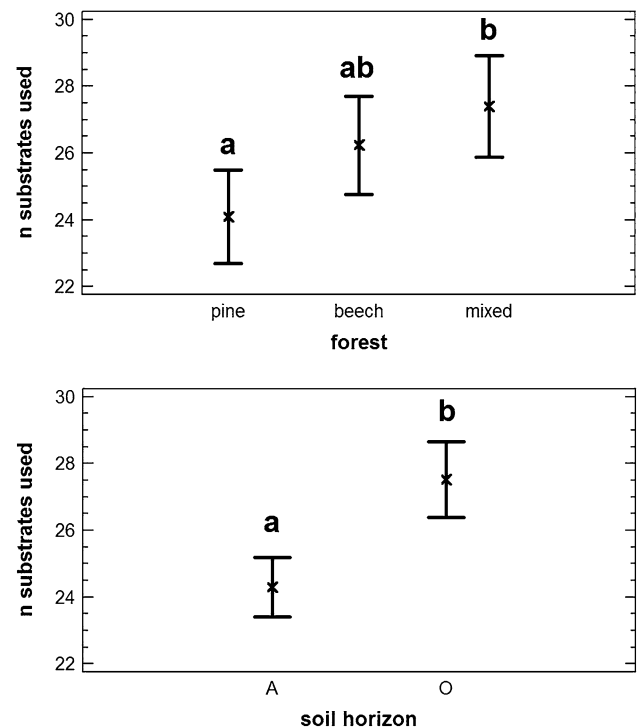 30
b
ab
28
a
26
24
22
n substrates used
pine beech mixed
forest
30
b
28
a
26
24
22
n substrates used
A O
soil horizon